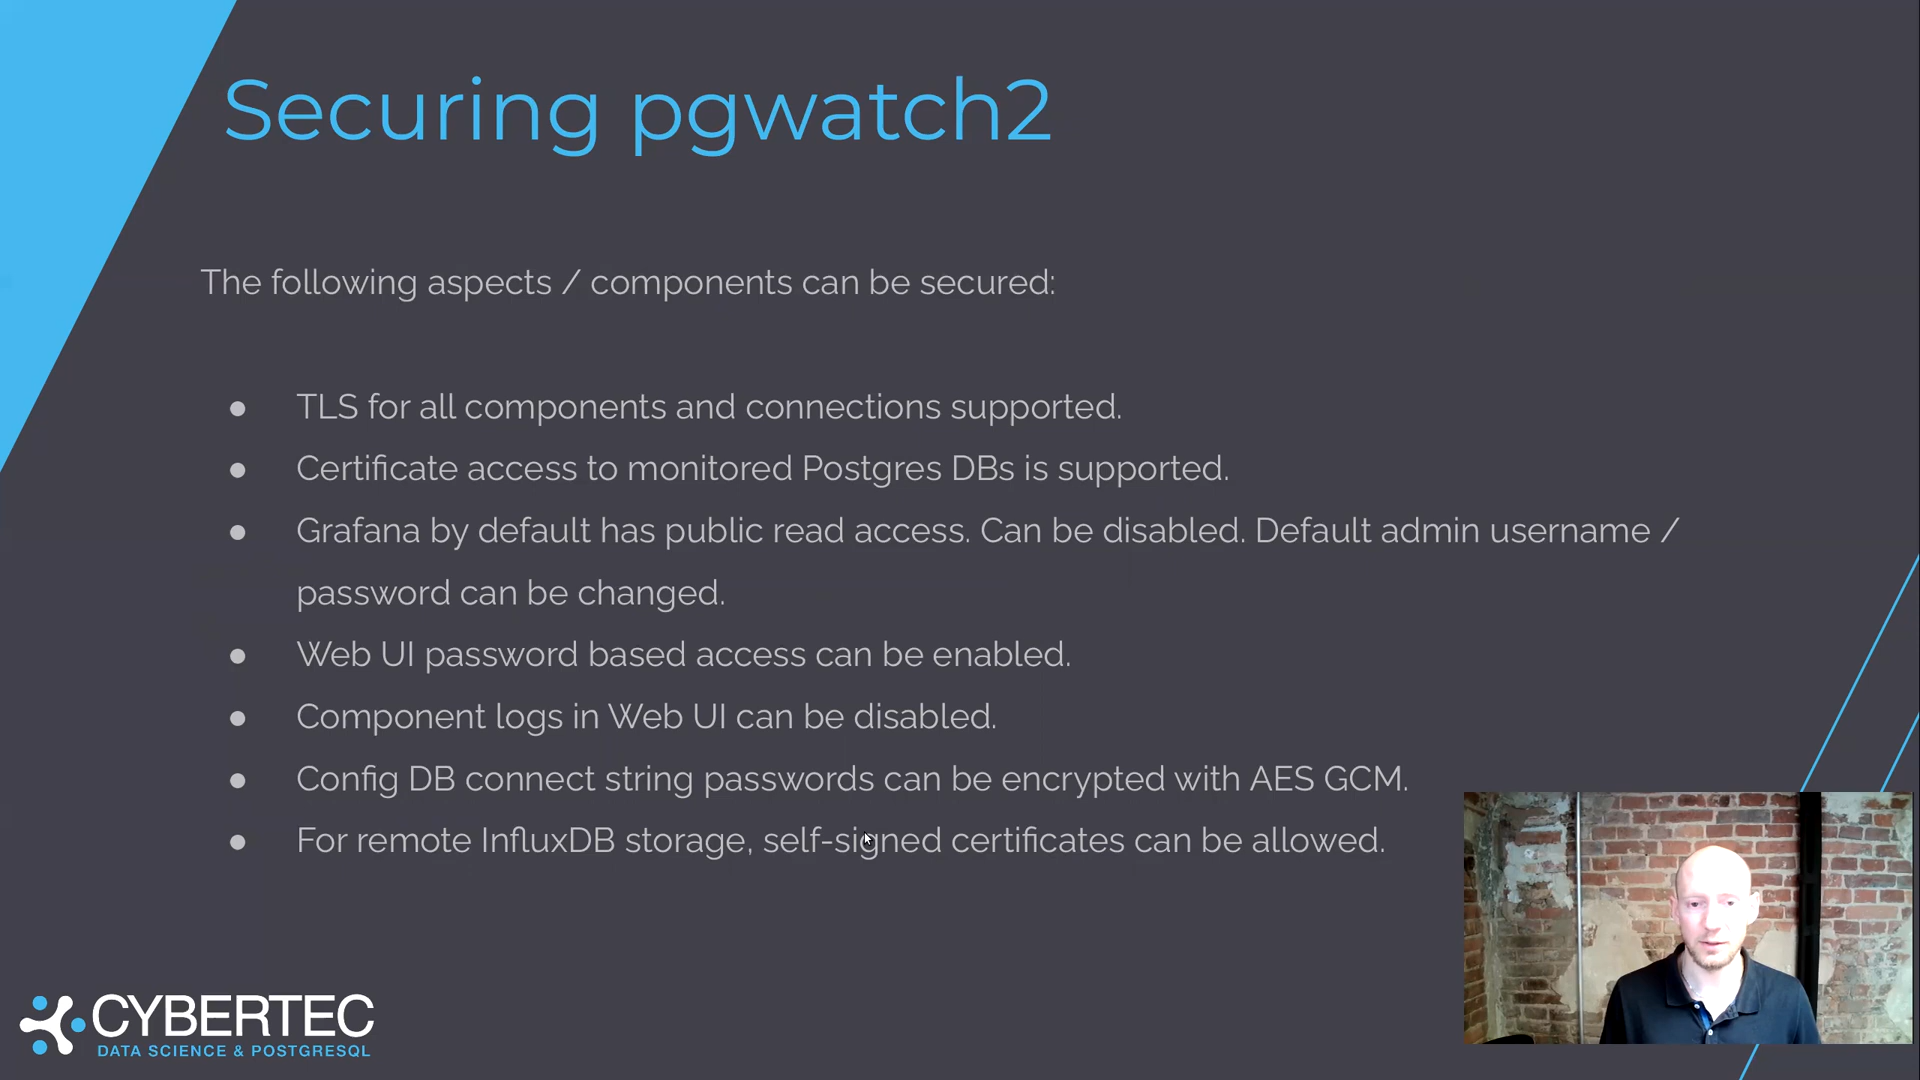 Securing pgwatch2
The following aspects / components can be secured:
● TLS for all components and connections supported.
● Certificate access to monitored Postgres DBs is supported.
● Grafana by default has public read access. Can be disabled. Default admin username /
password can be changed.
● Web UI password based access can be enabled.
● Component logs in Web UI can be disabled.
● Config DB connect string passwords can be encrypted with AES GCM.
● For remote InfluxDB storage, self-signed certificates can be allowed.
CYBERTEC
DATA SCIENCE & POSTGRESQL